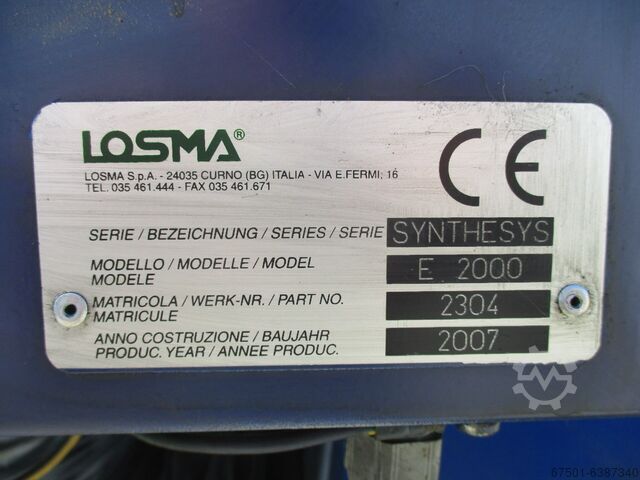 LOSMA®
CE
LOSMA S.p.A. - 24035 CURNO (BG) ITALIA - VIA E.FERMI; 16
TEL. 035 461.444 - FAX 035 461.671
SERIE / BEZEICHNUNG / SERIES / SERIE SYNTHESYS
MODELLO / MODELLE / MODEL E 2000
MODELE
MATRICOLA / WERK-NR. / PART NO. 2304
MATRICULE
ANNO COSTRUZIONE / BAUJAHR 2007
PRODUC. YEAR / ANNEE PRODUC.
67501-6387340